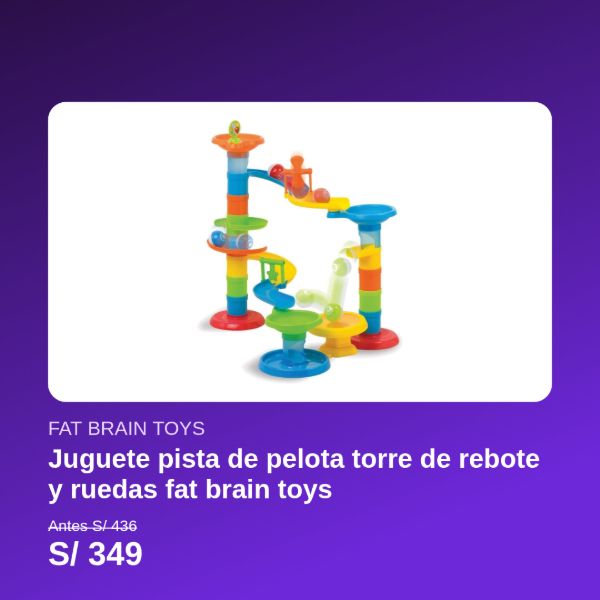 FAT BRAIN TOYS
Juguete pista de pelota torre de rebote
y ruedas fat brain toys
Antes S/ 436
S/ 349